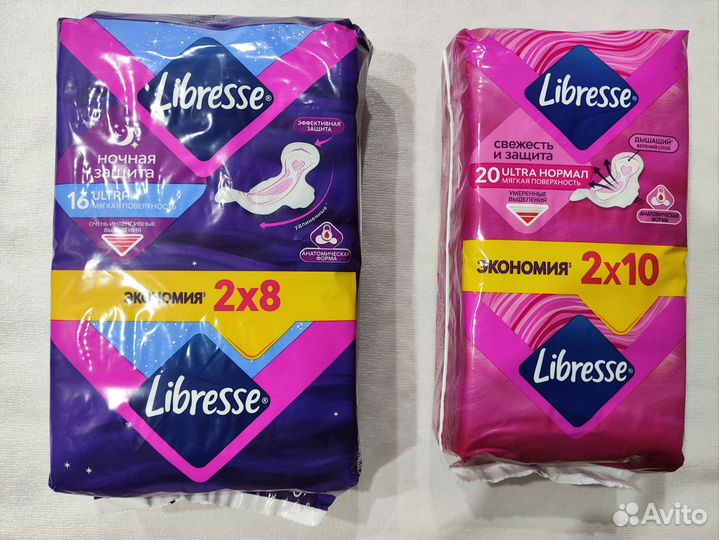 Libresse®
НОЧНАЯ
ЗАЩИТА
16 ULTRA
МЯГКАЯ ПОВЕРХНОСТЬ
ОЧЕНЬ ИНТЕНСИВНЫЕ
ВЫДЕЛЕНИЯ
ЭФФЕКТИВНАЯ
ЗАЩИТА
удлиненные
АНАТОМИЧЕСКАЯ
ФОРМА
ЭКОНОМИЯ 2x8
Libresse®
Libresse®
СВЕЖЕСТЬ
И ЗАЩИТА
20 ULTRA НОРМАЛ
МЯГКАЯ ПОВЕРХНОСТЬ
УМЕРЕННЫЕ
ВЫДЕЛЕНИЯ
ДЫШАЩИЙ
ВЕРХНИЙ СЛОЙ
АНАТОМИЧЕСКАЯ
ФОРМА
ЭКОНОМИЯ 2x10
Libresse®
Avito